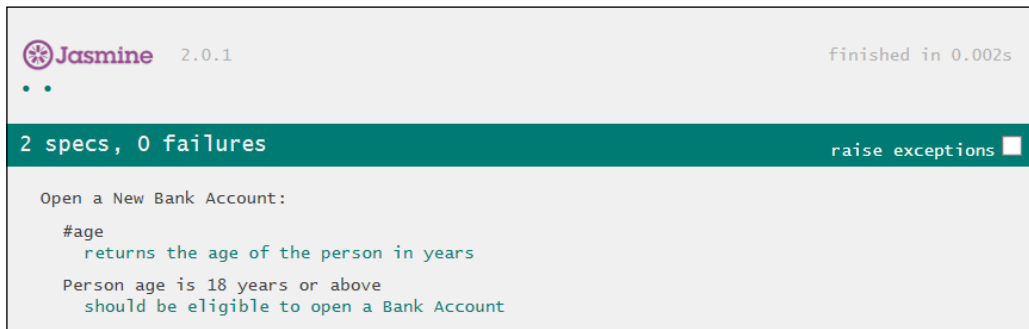 Jasmine 2.0.1 finished in 0.002s
• •
2 specs, 0 failures raise exceptions
Open a New Bank Account:
#age
returns the age of the person in years
Person age is 18 years or above
should be eligible to open a Bank Account